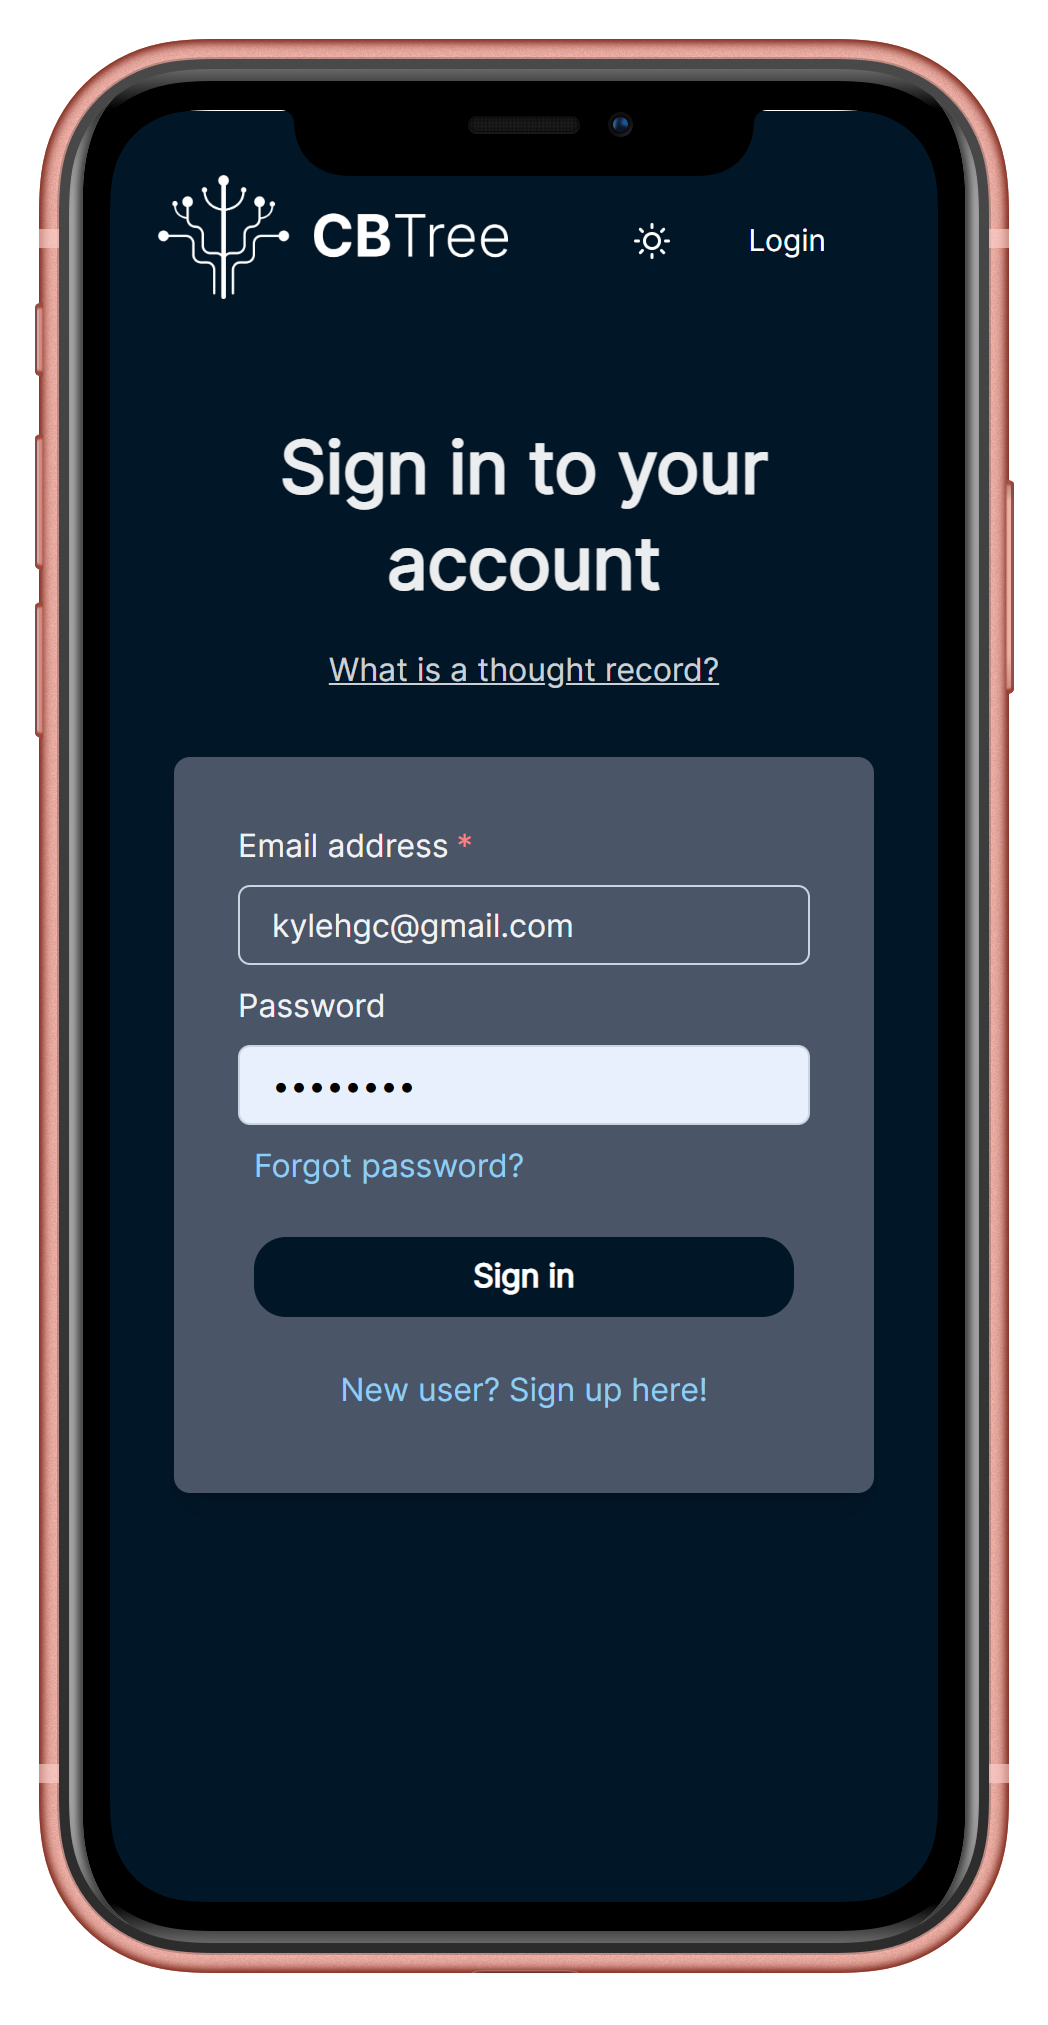 CBTree
Login
Sign in to your
account
What is a thought record?
Email address *
kylehgc@gmail.com
Password
••••••••
Forgot password?
Sign in
New user? Sign up here!